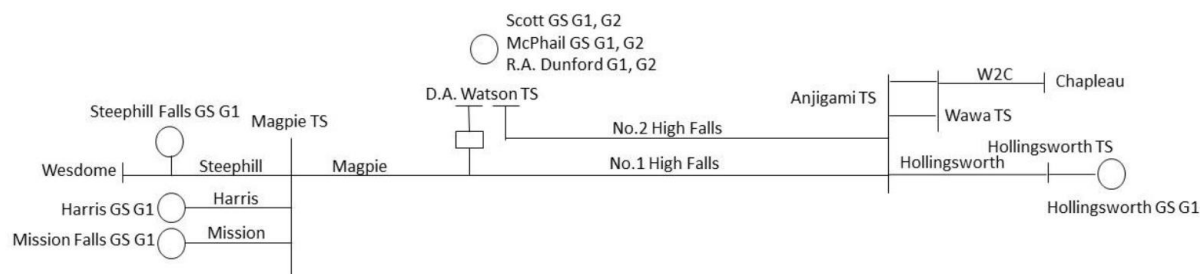 Scott GS G1, G2
McPhail GS G1, G2
R.A. Dunford G1, G2
D.A. Watson TS
Steephill Falls GS G1
Magpie TS
Anjigami TS
W2C
Chapleau
Wawa TS
No.2 High Falls
Hollingsworth TS
Wesdome
Steephill
Magpie
No.1 High Falls
Hollingsworth
Harris GS G1
Harris
Hollingsworth GS G1
Mission Falls GS G1
Mission